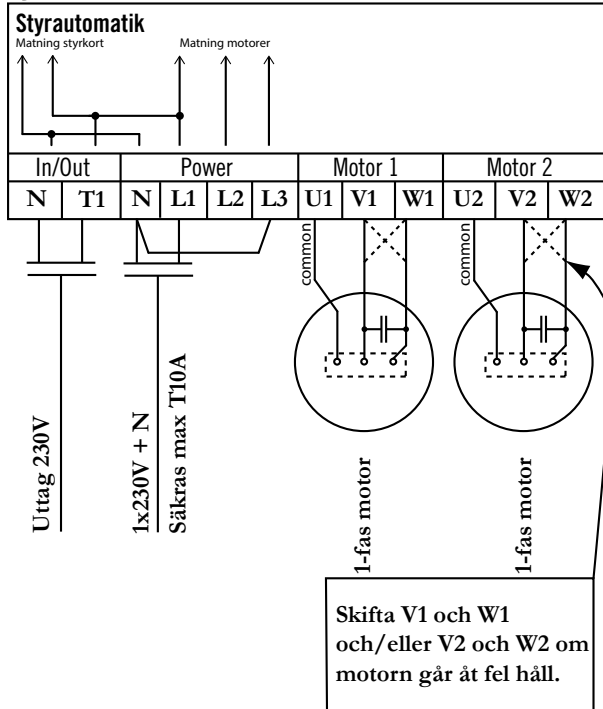 Styrautomatik
Matning styrkort Matning motorer
In/Out Power Motor 1 Motor 2
N T1 N L1 L2 L3 U1 V1 W1 U2 V2 W2
common common
Uttag 230V
1x230V + N
Säkras max T10A
1-fas motor
1-fas motor
Skifta V1 och W1
och/eller V2 och W2 om
motorn går åt fel håll.